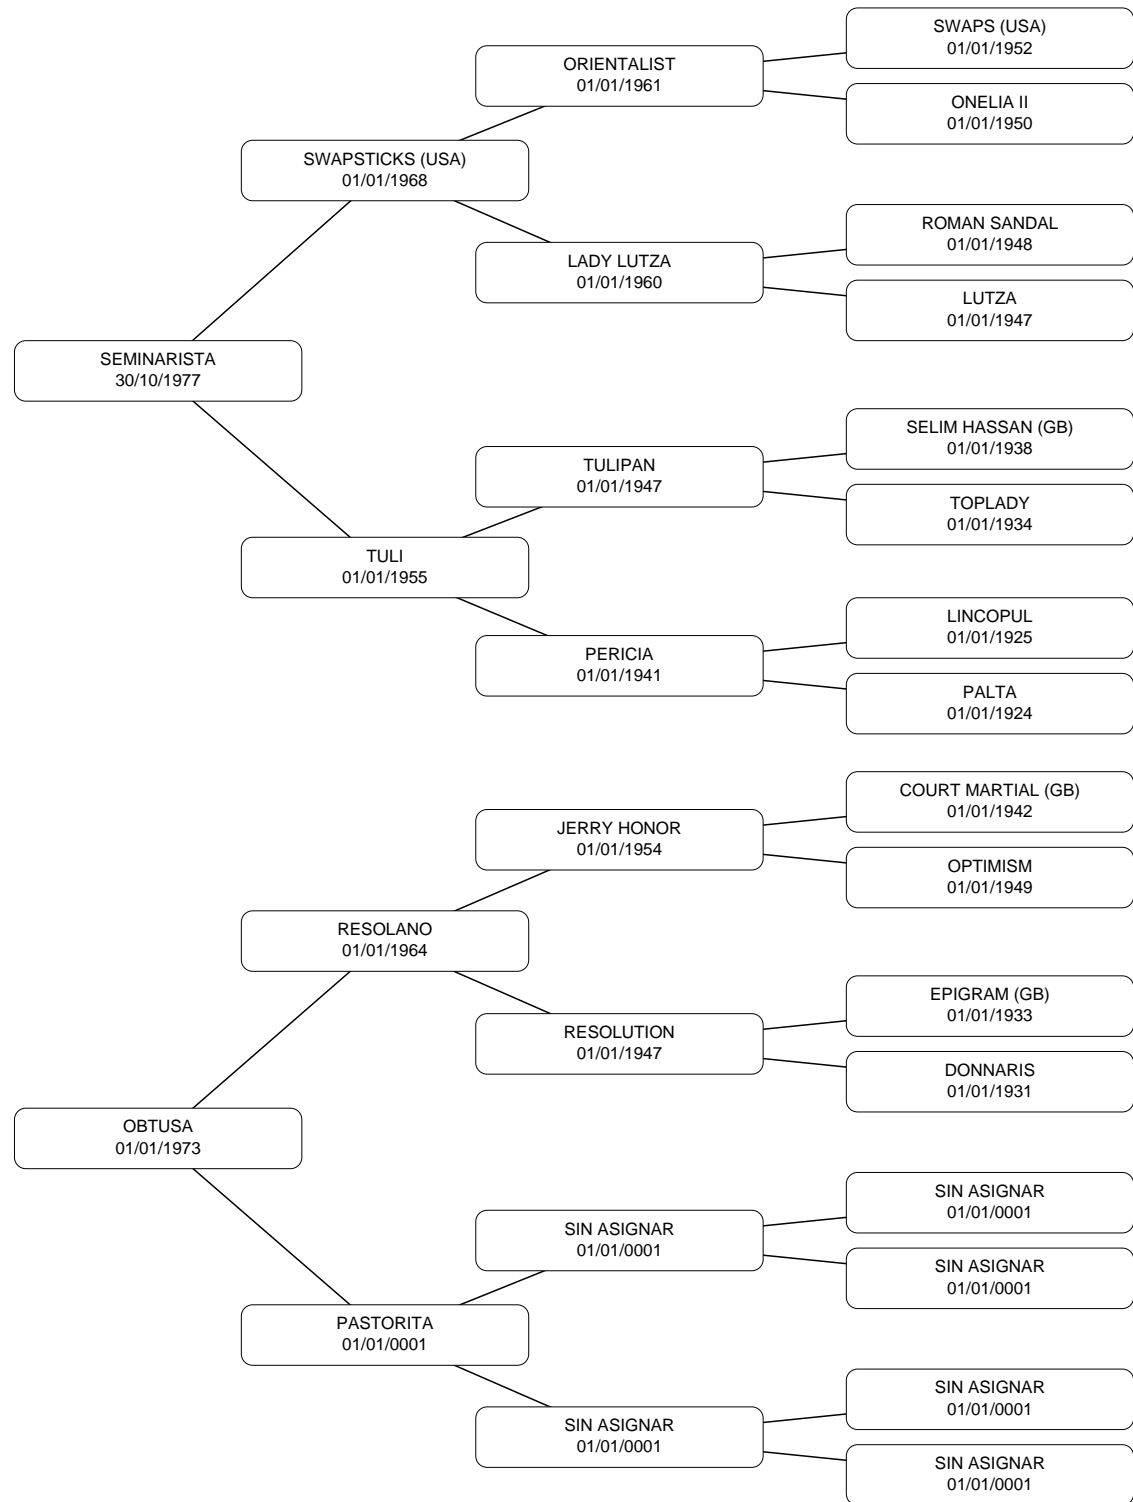 SWAPS (USA)
01/01/1952
ORIENTALIST
01/01/1961
ONELIA II
01/01/1950
SWAPSTICKS (USA)
01/01/1968
ROMAN SANDAL
01/01/1948
LADY LUTZA
01/01/1960
LUTZA
01/01/1947
SEMINARISTA
30/10/1977
SELIM HASSAN (GB)
01/01/1938
TULIPAN
01/01/1947
TOPLADY
01/01/1934
TULI
01/01/1955
LINCOPUL
01/01/1925
PERICIA
01/01/1941
PALTA
01/01/1924
COURT MARTIAL (GB)
01/01/1942
JERRY HONOR
01/01/1954
OPTIMISM
01/01/1949
RESOLANO
01/01/1964
EPIGRAM (GB)
01/01/1933
RESOLUTION
01/01/1947
DONNARIS
01/01/1931
OBTUSA
01/01/1973
SIN ASIGNAR
01/01/0001
SIN ASIGNAR
01/01/0001
SIN ASIGNAR
01/01/0001
PASTORITA
01/01/0001
SIN ASIGNAR
01/01/0001
SIN ASIGNAR
01/01/0001
SIN ASIGNAR
01/01/0001